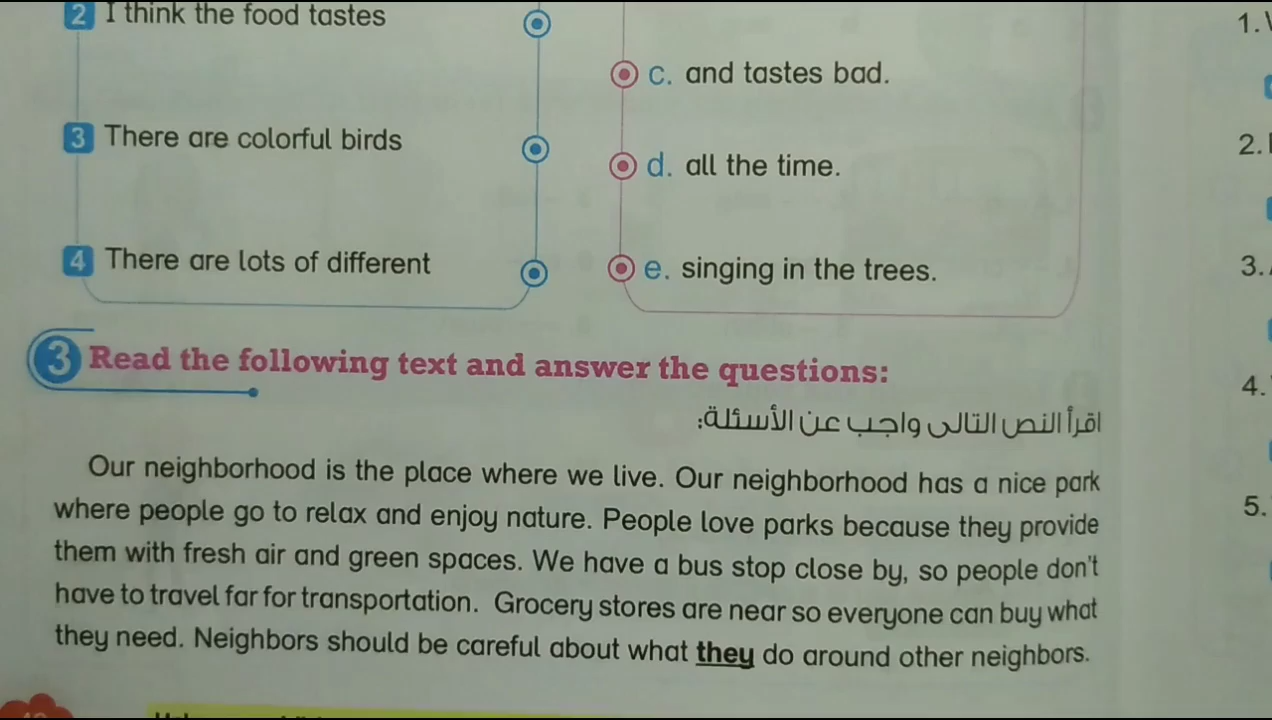 2 I think the food tastes
c. and tastes bad.
3 There are colorful birds
d. all the time.
4 There are lots of different
e. singing in the trees.
3 Read the following text and answer the questions:
اقرأ النص التالى واجب عن الأسئلة:
Our neighborhood is the place where we live. Our neighborhood has a nice park
where people go to relax and enjoy nature. People love parks because they provide
them with fresh air and green spaces. We have a bus stop close by, so people don't
have to travel far for transportation. Grocery stores are near so everyone can buy what
they need. Neighbors should be careful about what they do around other neighbors.
1.
2.
3.
4.
5.